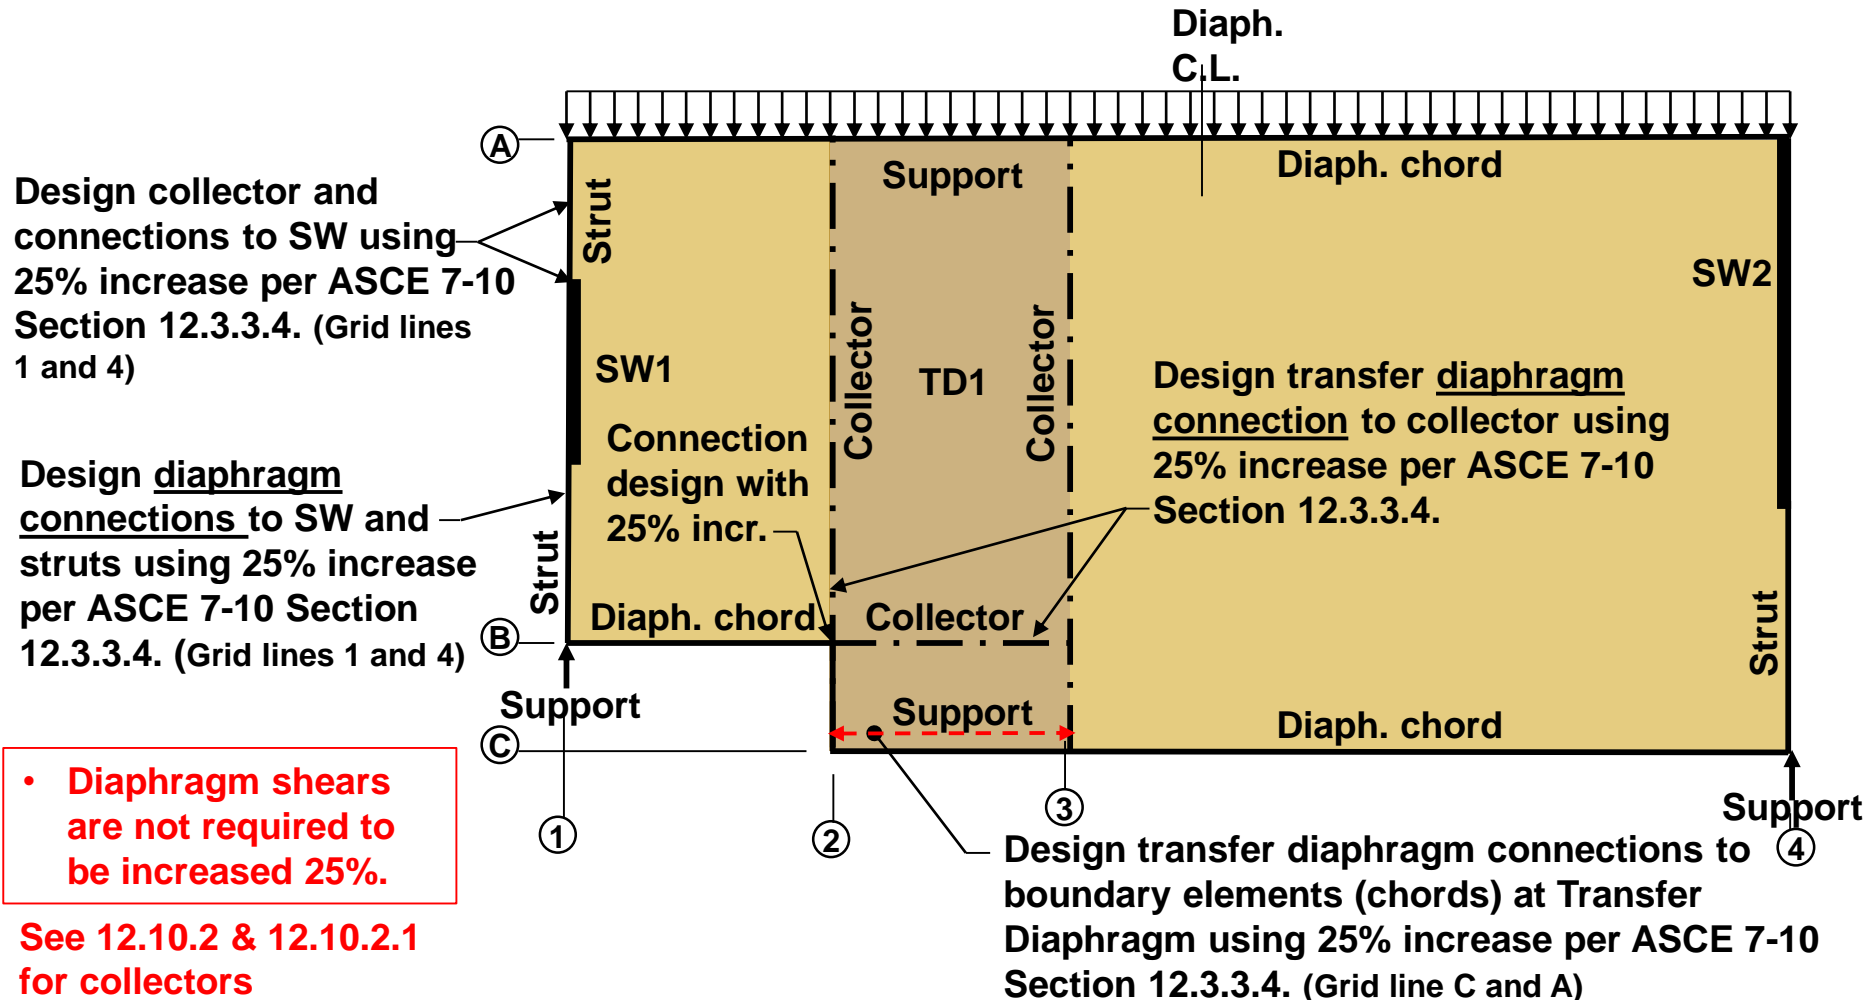 Diaph.
C.L.
A
Support
Diaph. chord
Strut
Design collector and
connections to SW using
25% increase per ASCE 7-10
Section 12.3.3.4. (Grid lines
1 and 4)
SW2
SW1
Collector
TD1
Collector
Design transfer diaphragm
connection to collector using
25% increase per ASCE 7-10
Section 12.3.3.4.
Connection
design with
25% incr.
Design diaphragm
connections to SW and
struts using 25% increase
per ASCE 7-10 Section
12.3.3.4. (Grid lines 1 and 4)
Strut
Diaph. chord
Collector
Strut
B
Support
Support
Diaph. chord
C
• Diaphragm shears
are not required to
be increased 25%.
See 12.10.2 & 12.10.2.1
for collectors
1
2
3
Support
4
Design transfer diaphragm connections to
boundary elements (chords) at Transfer
Diaphragm using 25% increase per ASCE 7-10
Section 12.3.3.4. (Grid line C and A)